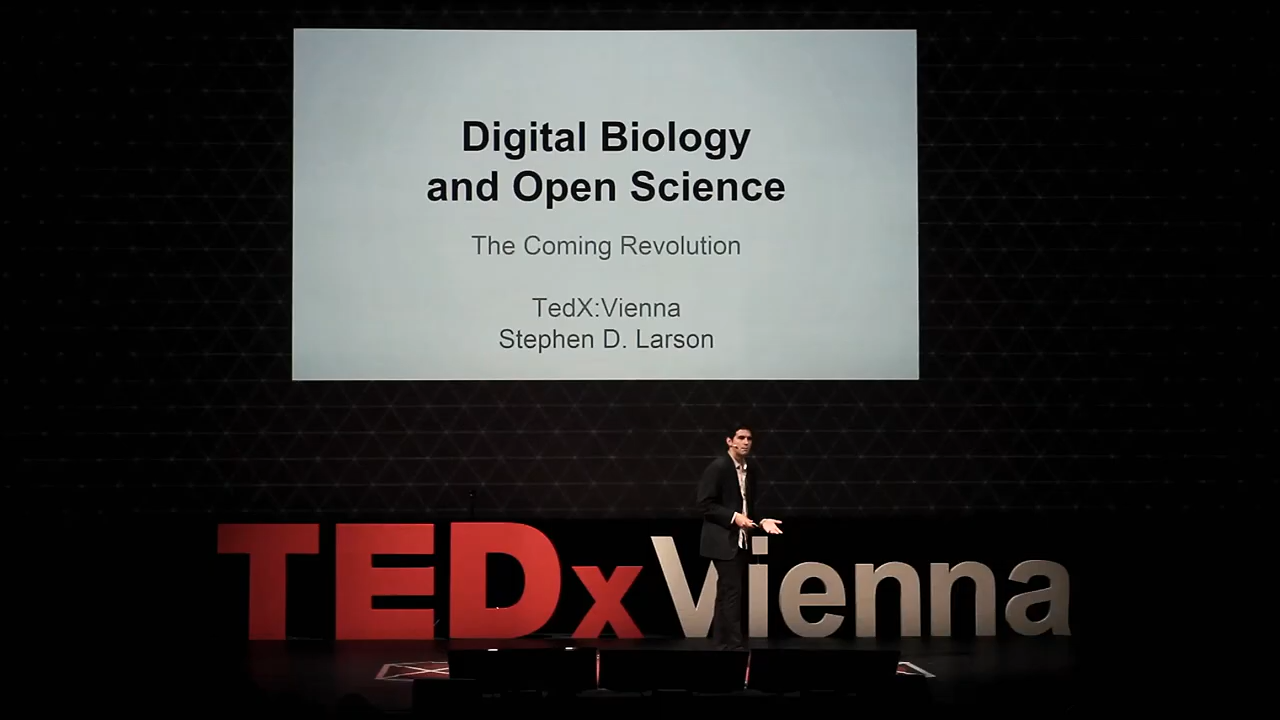 Digital Biology
and Open Science
The Coming Revolution
TedX:Vienna
Stephen D. Larson
TEDxVienna